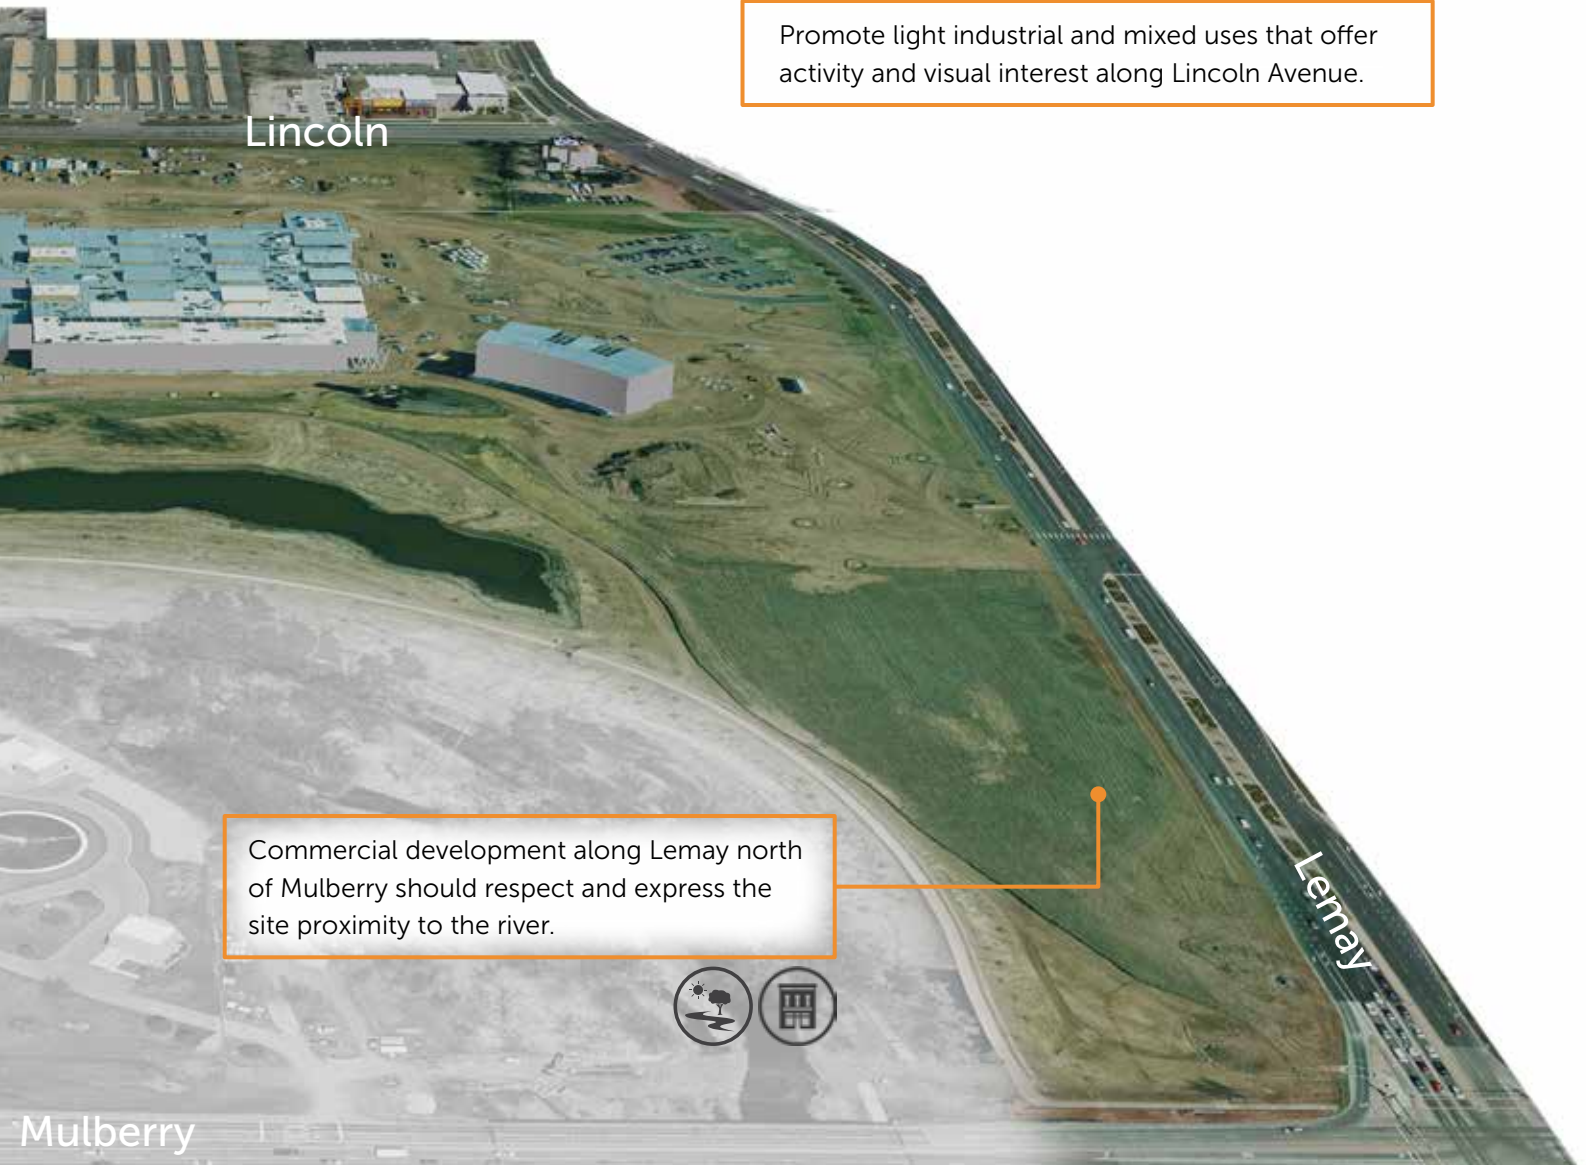 Promote light industrial and mixed uses that offer
activity and visual interest along Lincoln Avenue.
Lincoln
Commercial development along Lemay north
of Mulberry should respect and express the
site proximity to the river.
Lemay
Mulberry